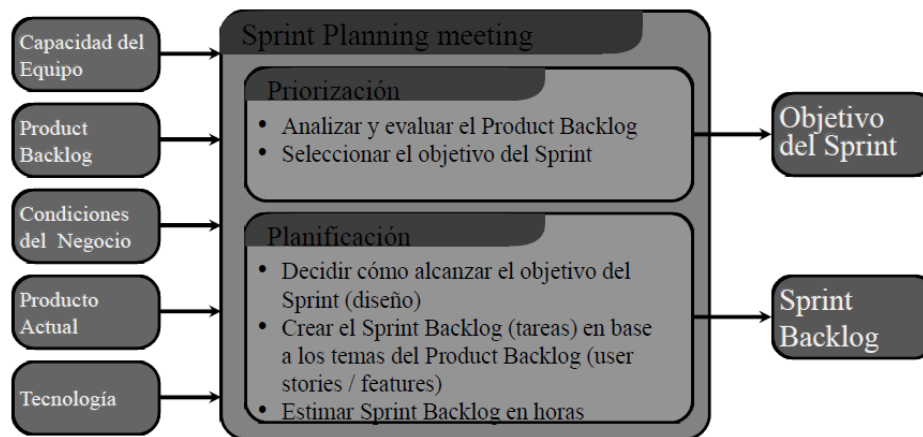 Capacidad del
Equipo
Product
Backlog
Condiciones
del Negocio
Producto
Actual
Tecnología
Sprint Planning meeting
Priorización
• Analizar y evaluar el Product Backlog
• Seleccionar el objetivo del Sprint
Planificación
• Decidir cómo alcanzar el objetivo del
Sprint (diseño)
• Crear el Sprint Backlog (tareas) en base
a los temas del Product Backlog (user
stories / features)
• Estimar Sprint Backlog en horas
Objetivo
del Sprint
Sprint
Backlog